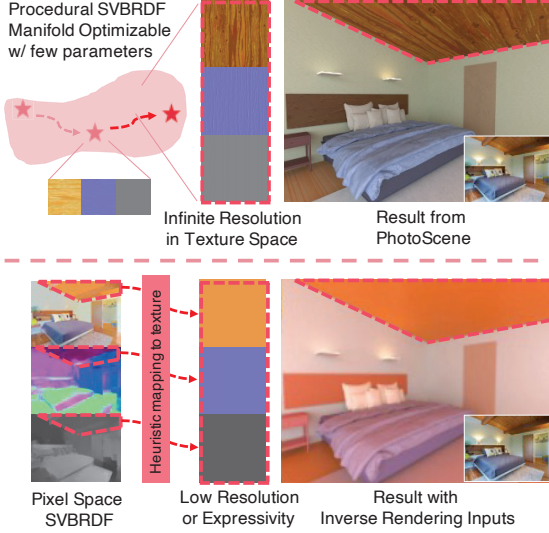 Procedural SVBRDF
Manifold Optimizable
w/ few parameters
Infinite Resolution
in Texture Space
Result from
PhotoScene
Heuristic mapping to texture
Pixel Space
SVBRDF
Low Resolution
or Expressivity
Result with
Inverse Rendering Inputs